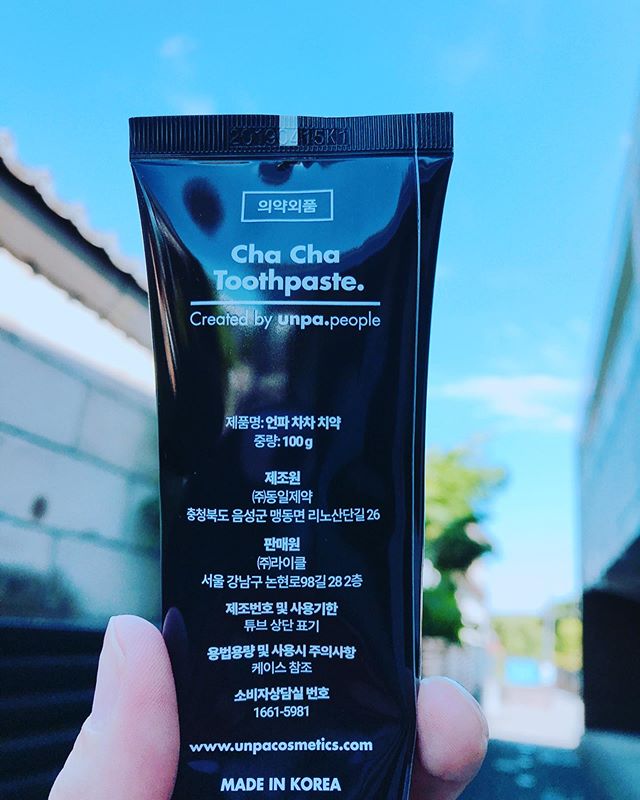 20190415K1
의약외품
Cha Cha
Toothpaste.
Created by unpa.people
제품명: 언파 차차 치약
중량: 100 g
제조원
㈜동일제약
충청북도 음성군 맹동면 리노산단길 26
판매원
㈜라이클
서울 강남구 논현로98길 28 2층
제조번호 및 사용기한
튜브 상단 표기
용법용량 및 사용시 주의사항
케이스 참조
소비자상담실 번호
1661-5981
www.unpacosmetics.com
MADE IN KOREA